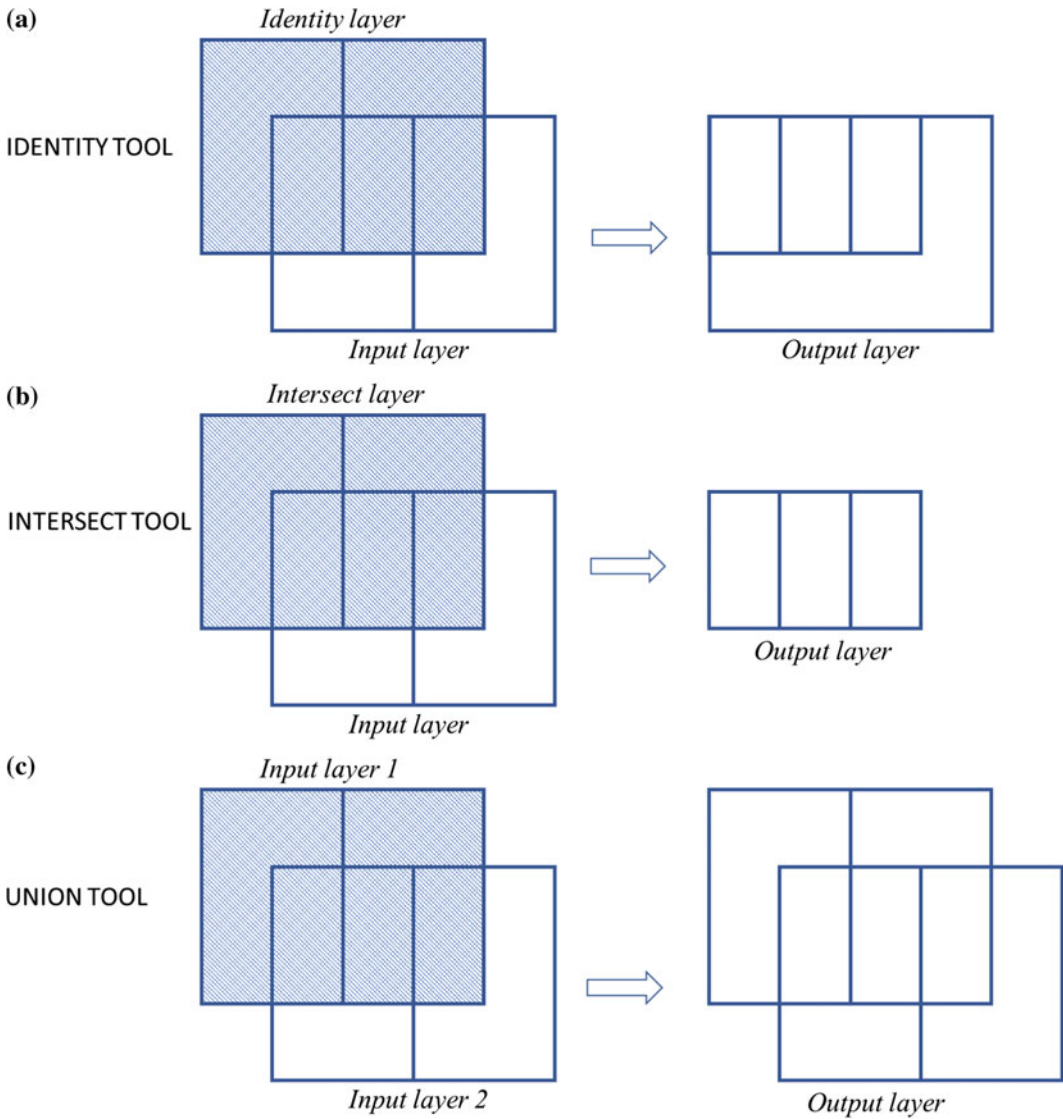 (a)
Identity layer
IDENTITY TOOL
Input layer
Output layer
(b)
Intersect layer
INTERSECT TOOL
Output layer
Input layer
(c)
Input layer 1
UNION TOOL
Input layer 2
Output layer